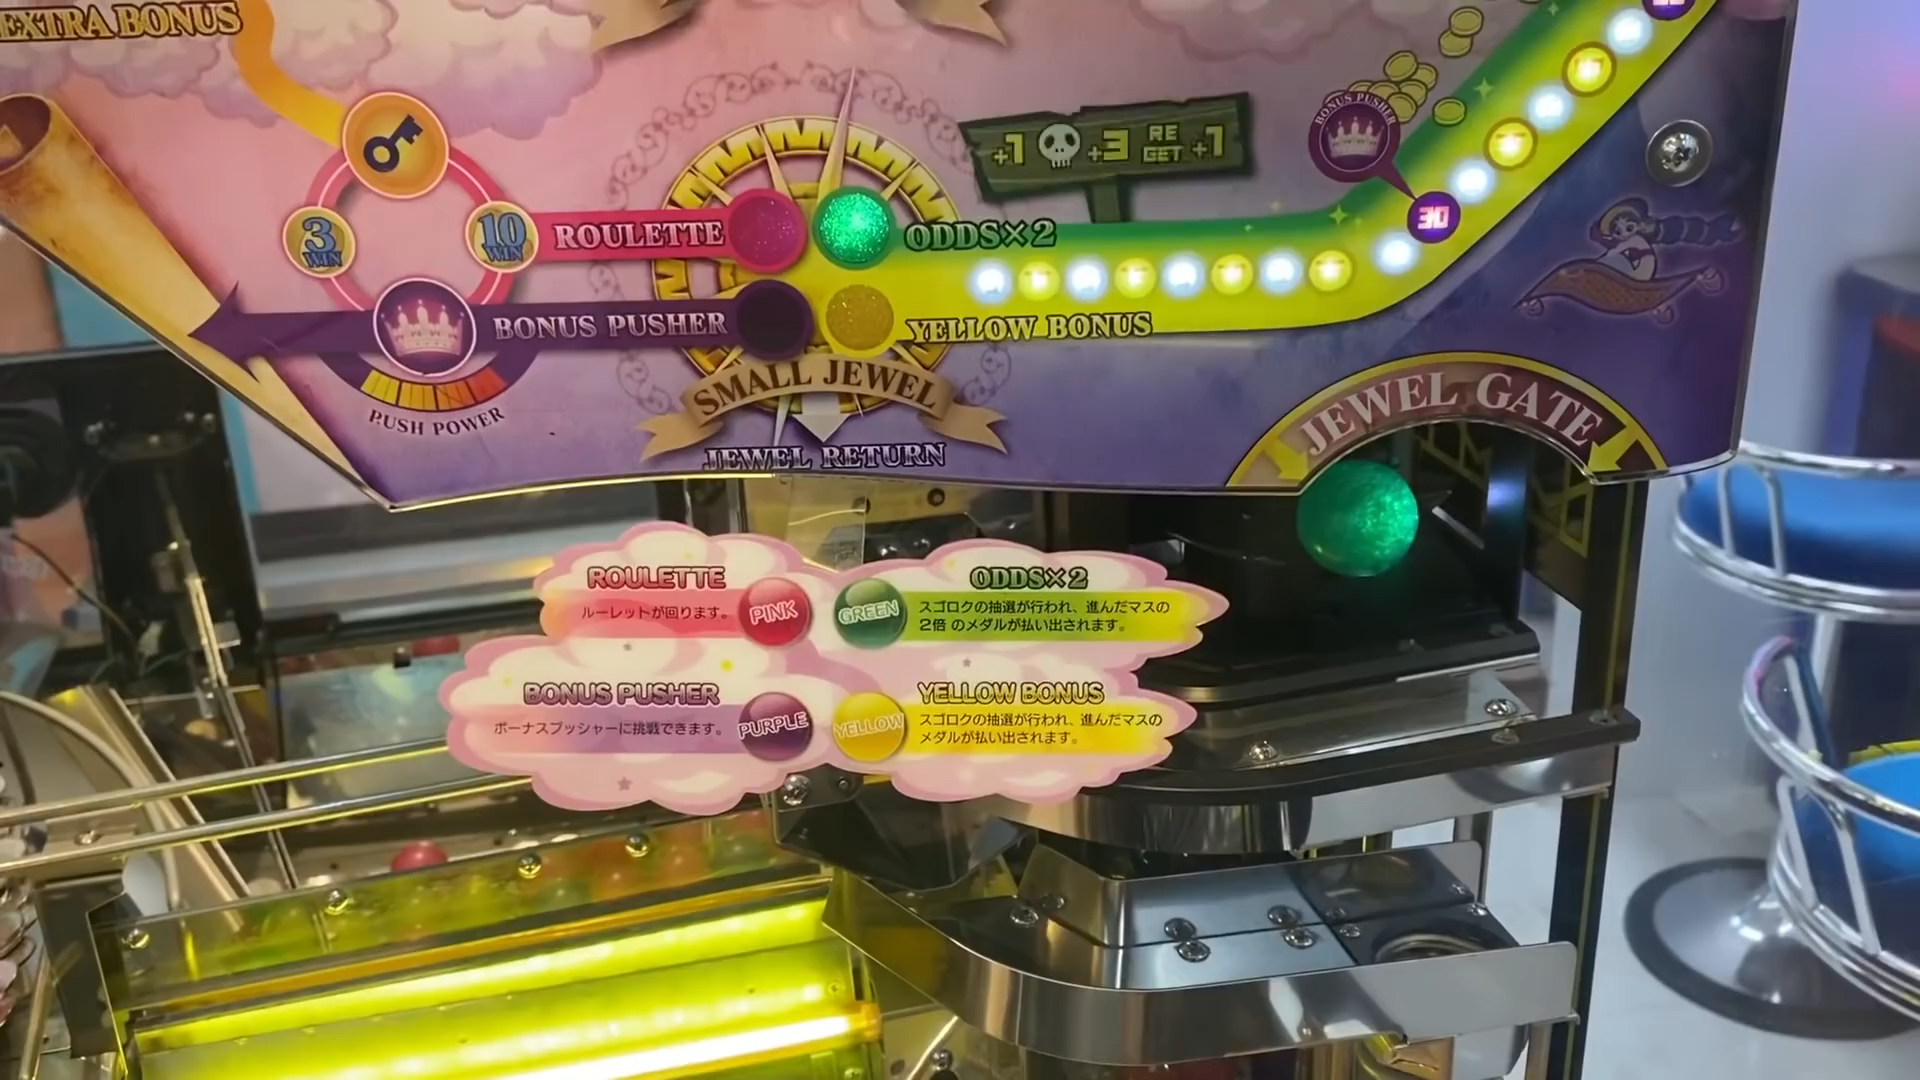 EXTRA BONUS
BONUS PUSHER
+1 +3 RE GET +1
3 WIN
10 WIN
ROULETTE
ODDS×2
30
BONUS PUSHER
YELLOW BONUS
PUSH POWER
SMALL JEWEL
JEWEL RETURN
JEWEL GATE
ROULETTE
ルーレットが回ります。
PINK
GREEN
ODDS×2
スゴロクの抽選が行われ、進んだマスの
2倍 のメダルが払い出されます。
BONUS PUSHER
ボーナスプッシャーに挑戦できます。
PURPLE
YELLOW
YELLOW BONUS
スゴロクの抽選が行われ、進んだマスの
メダルが払い出されます。